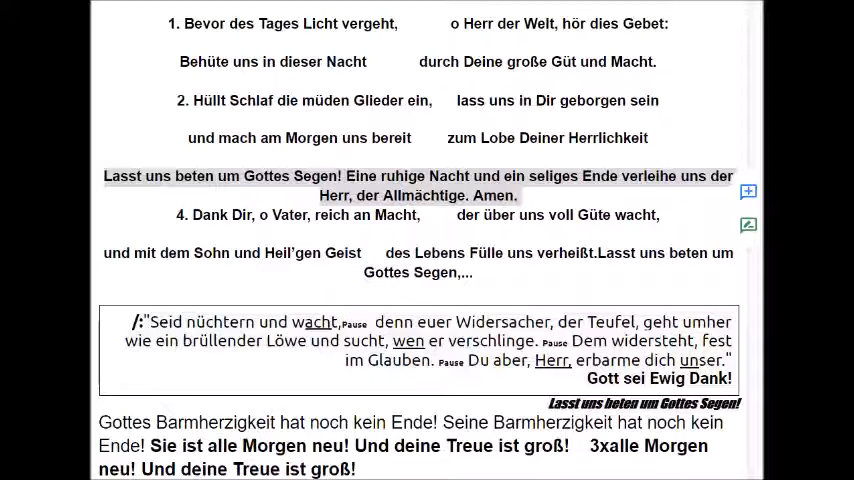 1. Bevor des Tages Licht vergeht, o Herr der Welt, hör dies Gebet:
Behüte uns in dieser Nacht durch Deine große Güt und Macht.
2. Hüllt Schlaf die müden Glieder ein, lass uns in Dir geborgen sein
und mach am Morgen uns bereit zum Lobe Deiner Herrlichkeit
Lasst uns beten um Gottes Segen! Eine ruhige Nacht und ein seliges Ende verleihe uns der
Herr, der Allmächtige. Amen.
4. Dank Dir, o Vater, reich an Macht, der über uns voll Güte wacht,
und mit dem Sohn und Heil'gen Geist des Lebens Fülle uns verheißt.Lasst uns beten um
Gottes Segen,...
/:"Seid nüchtern und wacht,Pause denn euer Widersacher, der Teufel, geht umher
wie ein brüllender Löwe und sucht, wen er verschlinge. Pause Dem widersteht, fest
im Glauben. Pause Du aber, Herr, erbarme dich unser."
Gott sei Ewig Dank!
Lasst uns beten um Gottes Segen!
Gottes Barmherzigkeit hat noch kein Ende! Seine Barmherzigkeit hat noch kein
Ende! Sie ist alle Morgen neu! Und deine Treue ist groß! 3xalle Morgen
neu! Und deine Treue ist groß!